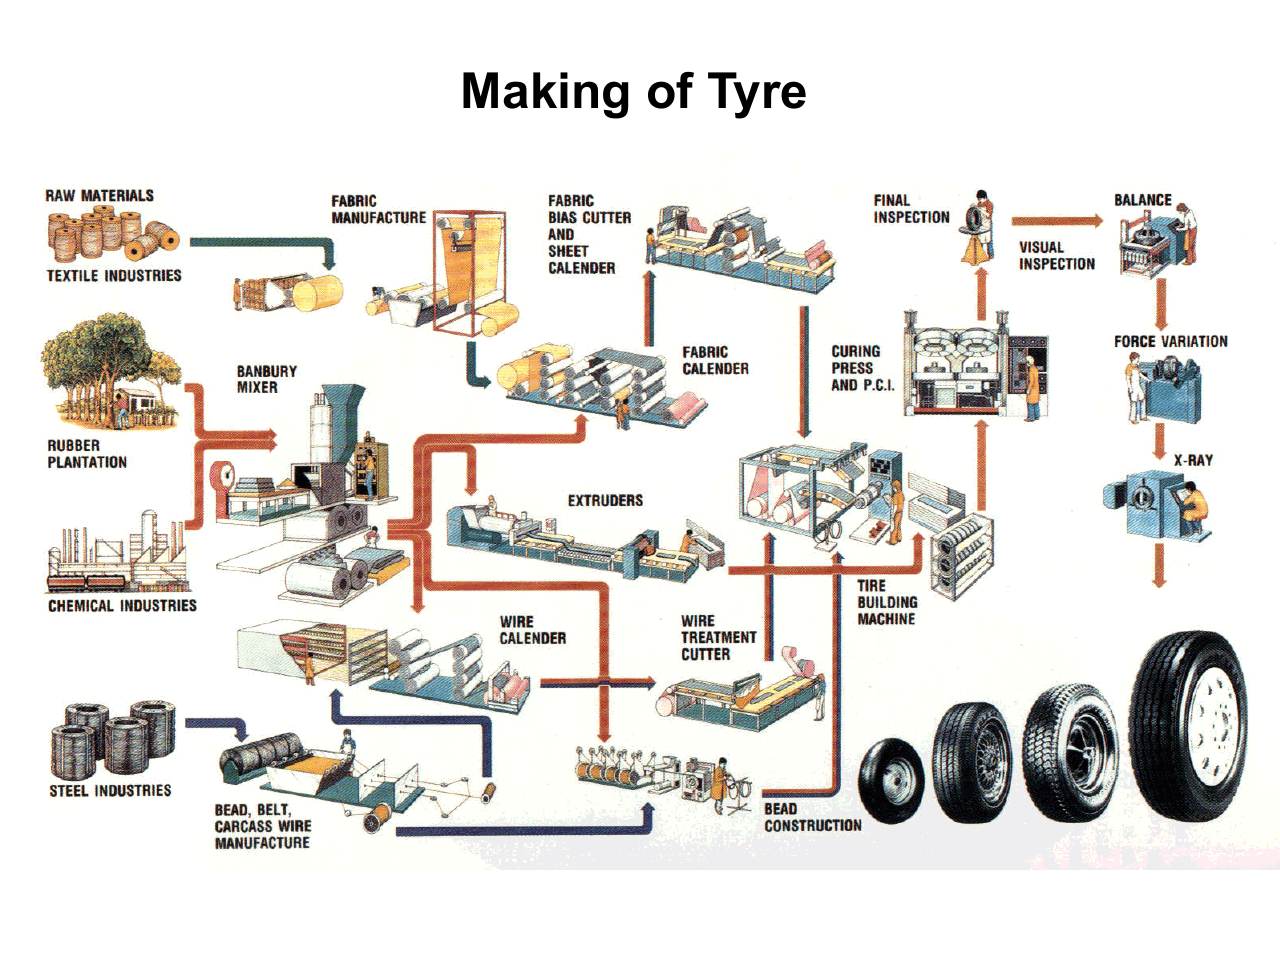 Making of Tyre
RAW MATERIALS
TEXTILE INDUSTRIES
FABRIC
MANUFACTURE
FABRIC
BIAS CUTTER
AND
SHEET
CALENDER
FINAL
INSPECTION
VISUAL
INSPECTION
BALANCE
RUBBER
PLANTATION
BANBURY
MIXER
FABRIC
CALENDER
CURING
PRESS
AND P.C.I.
FORCE VARIATION
X-RAY
CHEMICAL INDUSTRIES
EXTRUDERS
TIRE
BUILDING
MACHINE
WIRE
CALENDER
WIRE
TREATMENT
CUTTER
STEEL INDUSTRIES
BEAD, BELT,
CARCASS WIRE
MANUFACTURE
BEAD
CONSTRUCTION